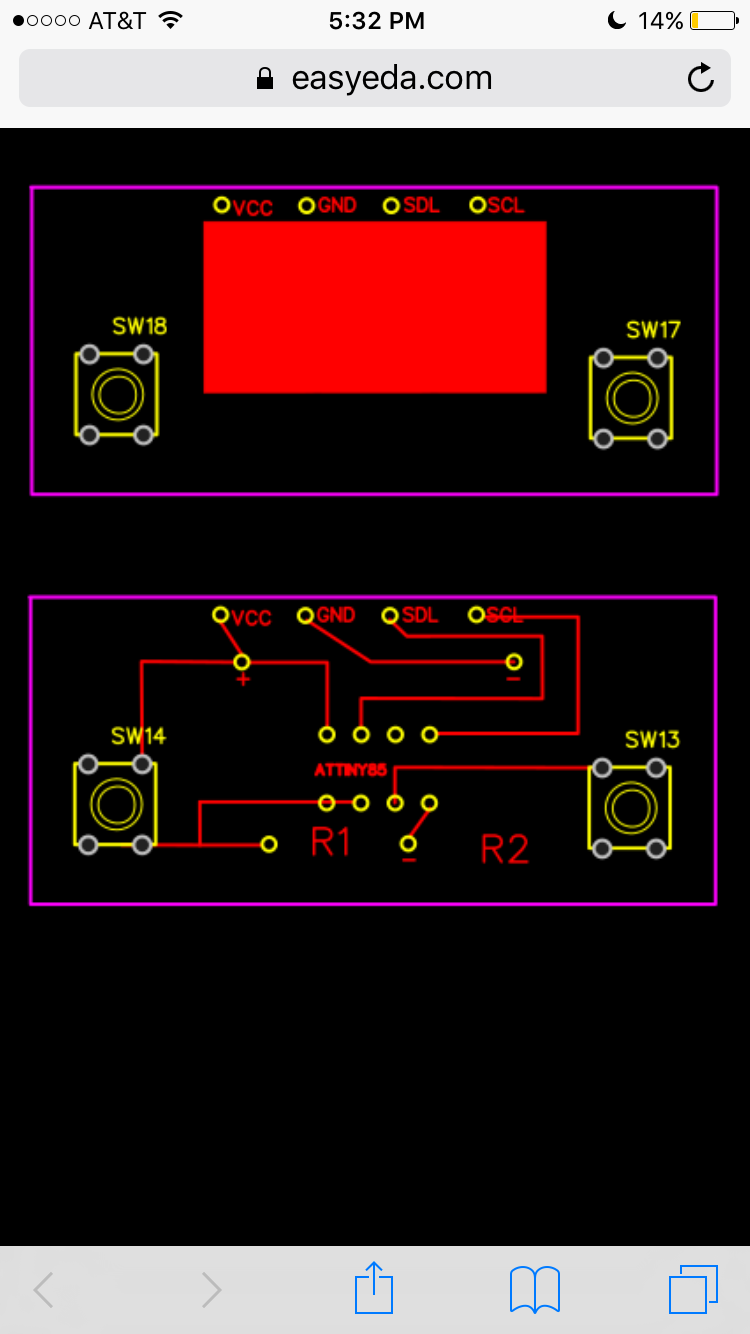 AT&T 5:32 PM 14%
easyeda.com
VCC GND SDL SCL
SW18 SW17
VCC GND SDL SCL
+ −
SW14 SW13
ATTINY85
R1 R2
−